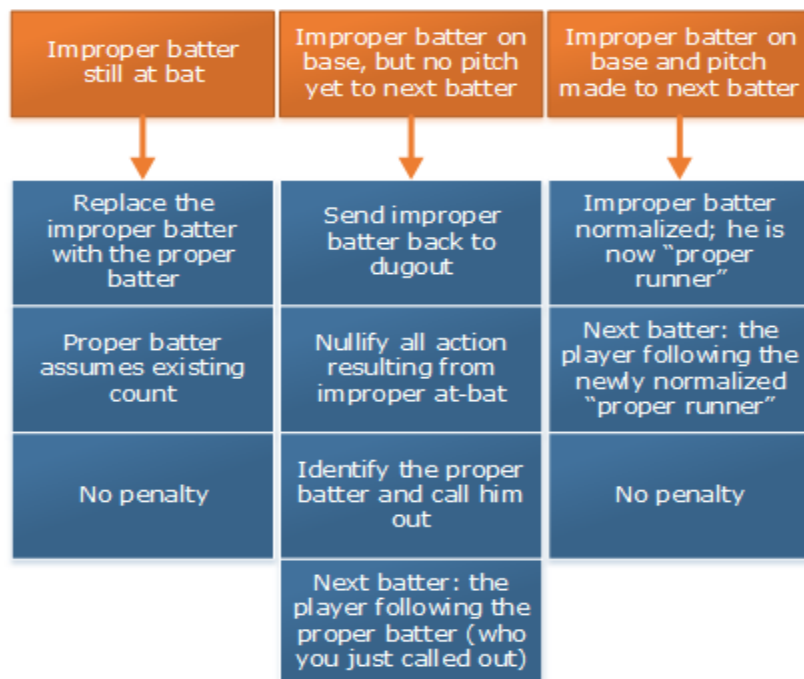 Improper batter
still at bat
Improper batter on
base, but no pitch
yet to next batter
Improper batter on
base and pitch
made to next batter
Replace the
improper batter
with the proper
batter
Send improper
batter back to
dugout
Improper batter
normalized; he is
now “proper
runner”
Proper batter
assumes existing
count
Nullify all action
resulting from
improper at-bat
Next batter: the
player following the
newly normalized
“proper runner”
No penalty
Identify the proper
batter and call him
out
No penalty
Next batter: the
player following the
proper batter (who
you just called out)